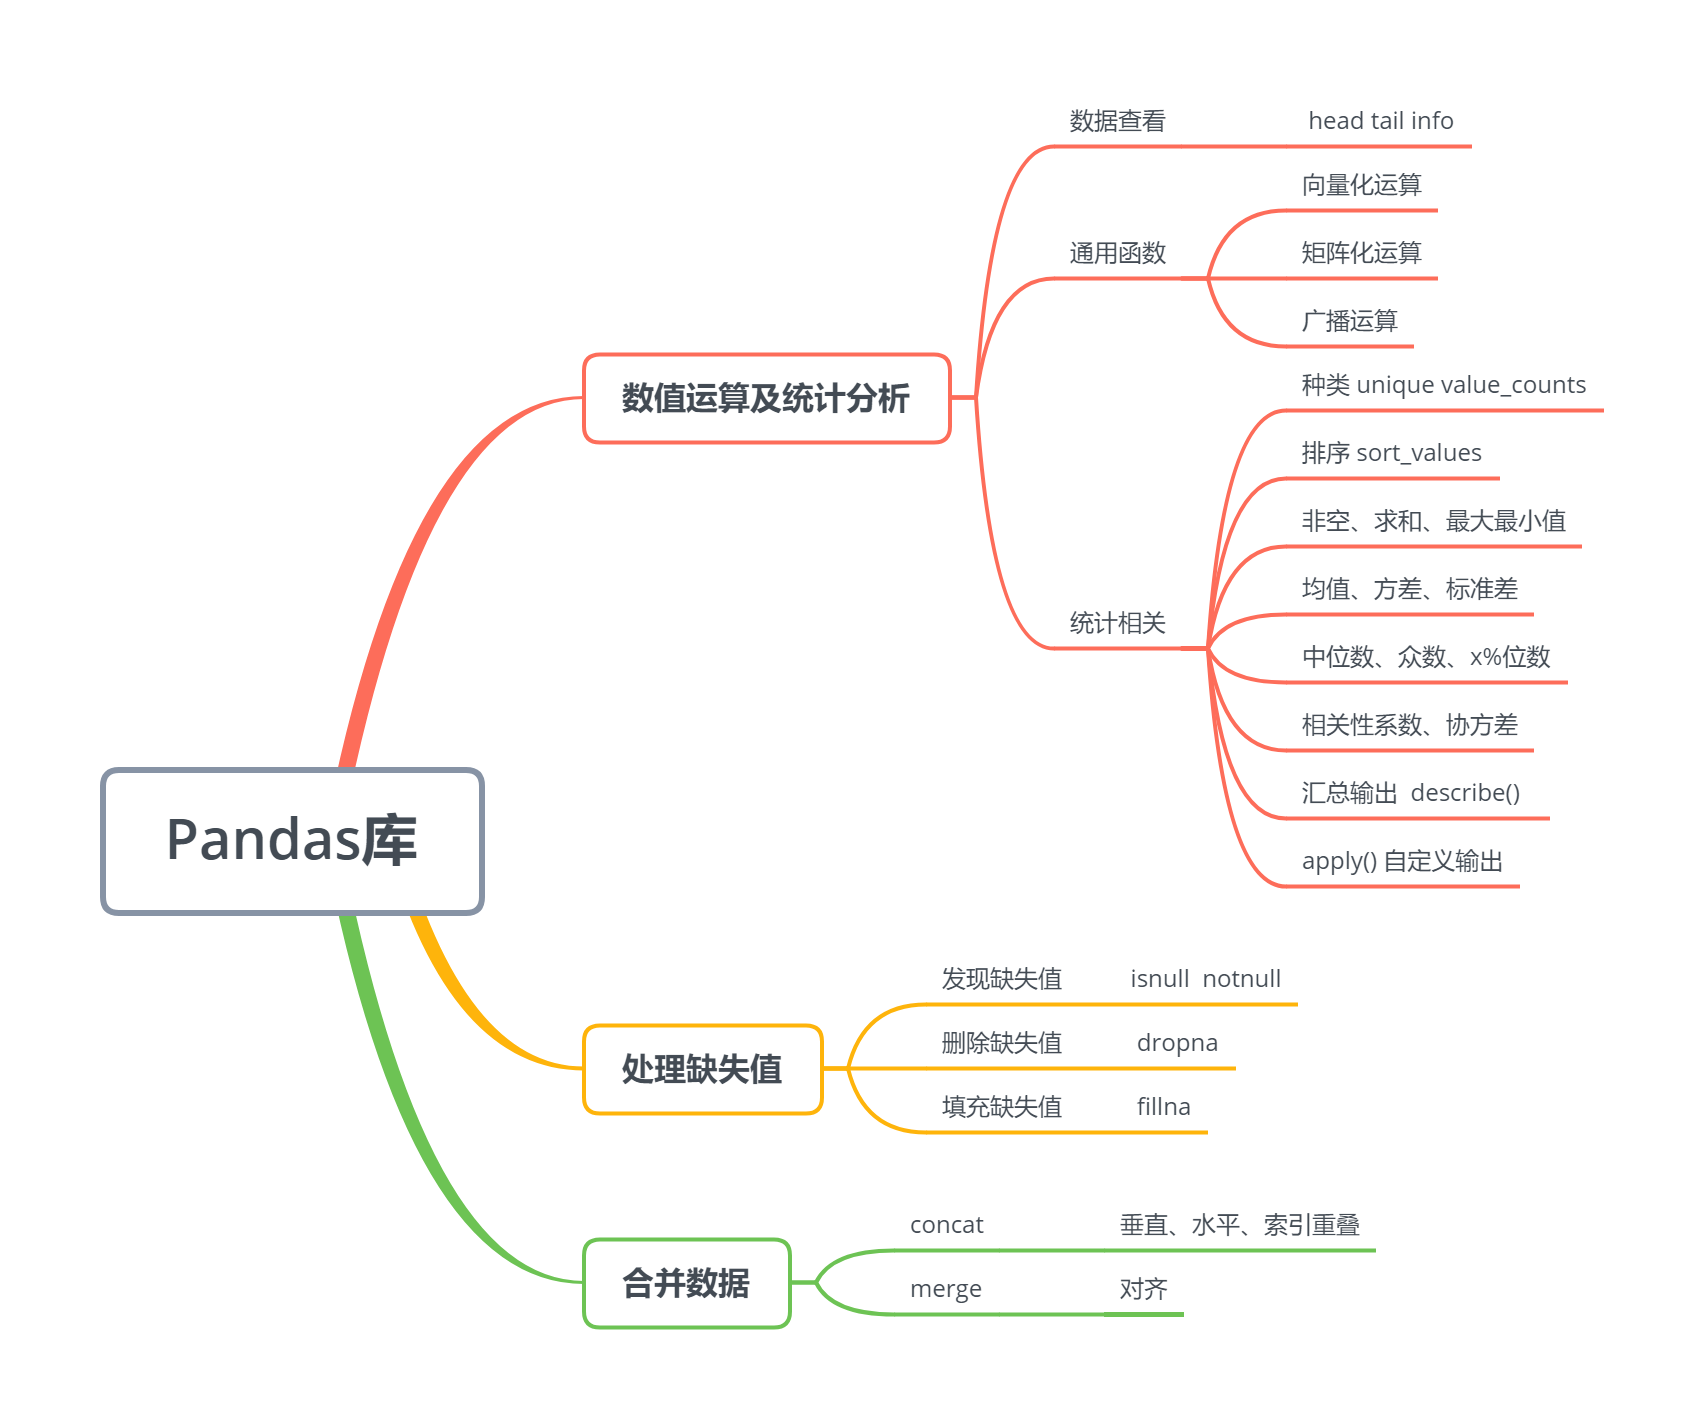 Pandas库
数值运算及统计分析
数据查看
head tail info
通用函数
向量化运算
矩阵化运算
广播运算
统计相关
种类 unique value_counts
排序 sort_values
非空、求和、最大最小值
均值、方差、标准差
中位数、众数、x%位数
相关性系数、协方差
汇总输出  describe()
apply() 自定义输出
处理缺失值
发现缺失值
isnull  notnull
删除缺失值
dropna
填充缺失值
fillna
合并数据
concat
垂直、水平、索引重叠
merge
对齐